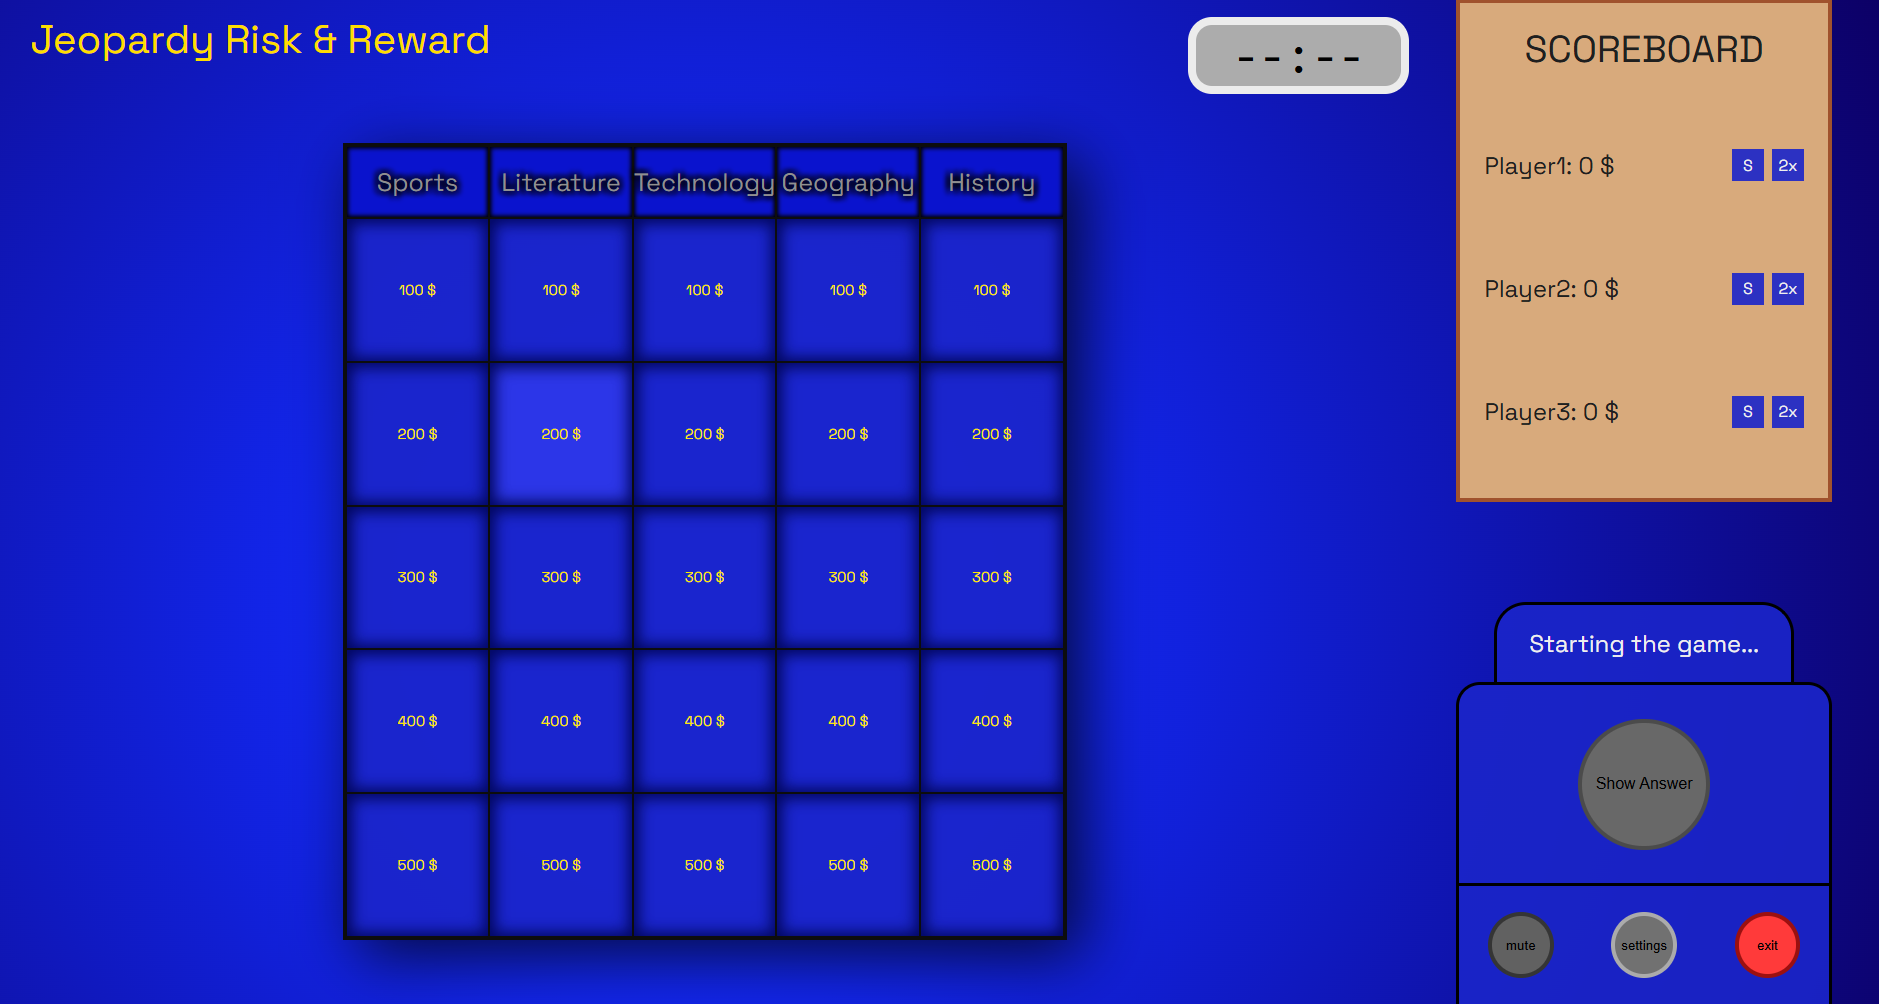 Jeopardy Risk & Reward
--:--
Sports Literature Technology Geography History
100 $ 100 $ 100 $ 100 $ 100 $
200 $ 200 $ 200 $ 200 $ 200 $
300 $ 300 $ 300 $ 300 $ 300 $
400 $ 400 $ 400 $ 400 $ 400 $
500 $ 500 $ 500 $ 500 $ 500 $
SCOREBOARD
Player1: 0 $ S 2x
Player2: 0 $ S 2x
Player3: 0 $ S 2x
Starting the game...
Show Answer
mute settings exit